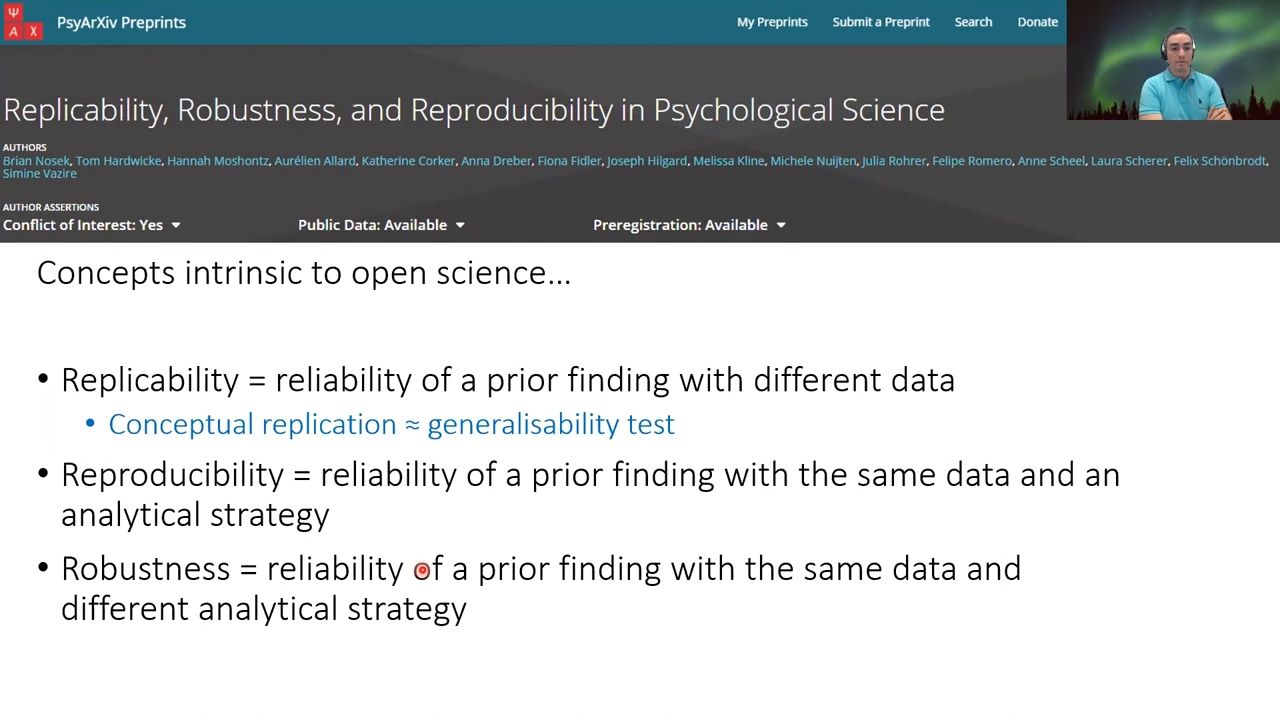 Ψ
A X
PsyArXiv Preprints
My Preprints Submit a Preprint Search Donate
Replicability, Robustness, and Reproducibility in Psychological Science
AUTHORS
Brian Nosek, Tom Hardwicke, Hannah Moshontz, Aurélien Allard, Katherine Corker, Anna Dreber, Fiona Fidler, Joseph Hilgard, Melissa Kline, Michele Nuijten, Julia Rohrer, Felipe Romero, Anne Scheel, Laura Scherer, Felix Schönbrodt,
Simine Vazire
AUTHOR ASSERTIONS
Conflict of Interest: Yes Public Data: Available Preregistration: Available
Concepts intrinsic to open science...
• Replicability = reliability of a prior finding with different data
• Conceptual replication ≈ generalisability test
• Reproducibility = reliability of a prior finding with the same data and an
analytical strategy
• Robustness = reliability of a prior finding with the same data and
different analytical strategy